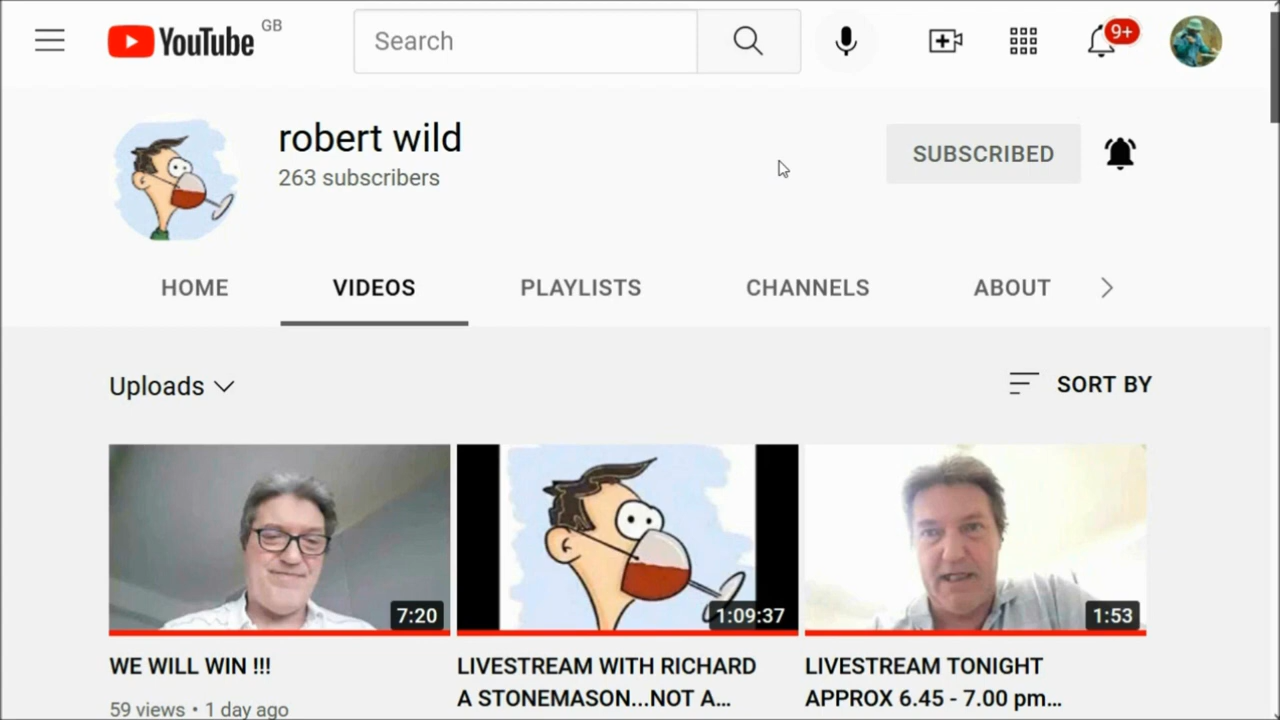 YouTube GB
Search
9+
robert wild
263 subscribers
SUBSCRIBED
HOME
VIDEOS
PLAYLISTS
CHANNELS
ABOUT
Uploads
SORT BY
7:20
1:09:37
1:53
WE WILL WIN !!!
59 views • 1 day ago
LIVESTREAM WITH RICHARD
A STONEMASON...NOT A...
LIVESTREAM TONIGHT
APPROX 6.45 - 7.00 pm...